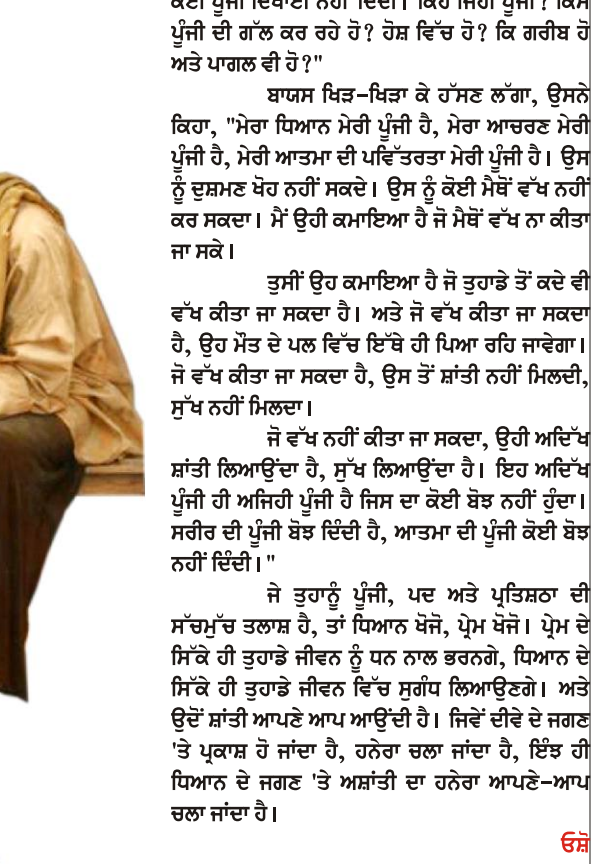 ਕੋਈ ਪੂੰਜੀ ਦਿਖਾਈ ਨਹੀਂ ਦਿੰਦੀ। ਕਿਹੋ ਜਿਹੀ ਪੂੰਜੀ? ਕਿਸ
ਪੂੰਜੀ ਦੀ ਗੱਲ ਕਰ ਰਹੇ ਹੋ? ਹੋਸ਼ ਵਿੱਚ ਹੋ? ਕਿ ਗਰੀਬ ਹੋ
ਅਤੇ ਪਾਗਲ ਵੀ ਹੋ?"
ਬਾਯਸ ਖਿੜ-ਖਿੜਾ ਕੇ ਹੱਸਣ ਲੱਗਾ, ਉਸਨੇ
ਕਿਹਾ, "ਮੇਰਾ ਧਿਆਨ ਮੇਰੀ ਪੂੰਜੀ ਹੈ, ਮੇਰਾ ਆਚਰਣ ਮੇਰੀ
ਪੂੰਜੀ ਹੈ, ਮੇਰੀ ਆਤਮਾ ਦੀ ਪਵਿੱਤਰਤਾ ਮੇਰੀ ਪੂੰਜੀ ਹੈ। ਉਸ
ਨੂੰ ਦੁਸ਼ਮਣ ਖੋਹ ਨਹੀਂ ਸਕਦੇ। ਉਸ ਨੂੰ ਕੋਈ ਮੈਥੋਂ ਵੱਖ ਨਹੀਂ
ਕਰ ਸਕਦਾ। ਮੈਂ ਉਹੀ ਕਮਾਇਆ ਹੈ ਜੋ ਮੈਥੋਂ ਵੱਖ ਨਾ ਕੀਤਾ
ਜਾ ਸਕੇ।
ਤੁਸੀਂ ਉਹ ਕਮਾਇਆ ਹੈ ਜੋ ਤੁਹਾਡੇ ਤੋਂ ਕਦੇ ਵੀ
ਵੱਖ ਕੀਤਾ ਜਾ ਸਕਦਾ ਹੈ। ਅਤੇ ਜੋ ਵੱਖ ਕੀਤਾ ਜਾ ਸਕਦਾ
ਹੈ, ਉਹ ਮੌਤ ਦੇ ਪਲ ਵਿੱਚ ਇੱਥੇ ਹੀ ਪਿਆ ਰਹਿ ਜਾਵੇਗਾ।
ਜੋ ਵੱਖ ਕੀਤਾ ਜਾ ਸਕਦਾ ਹੈ, ਉਸ ਤੋਂ ਸ਼ਾਂਤੀ ਨਹੀਂ ਮਿਲਦੀ,
ਸੁੱਖ ਨਹੀਂ ਮਿਲਦਾ।
ਜੋ ਵੱਖ ਨਹੀਂ ਕੀਤਾ ਜਾ ਸਕਦਾ, ਉਹੀ ਅਦਿੱਖ
ਸ਼ਾਂਤੀ ਲਿਆਉਂਦਾ ਹੈ, ਸੁੱਖ ਲਿਆਉਂਦਾ ਹੈ। ਇਹ ਅਦਿੱਖ
ਪੂੰਜੀ ਹੀ ਅਜਿਹੀ ਪੂੰਜੀ ਹੈ ਜਿਸ ਦਾ ਕੋਈ ਬੋਝ ਨਹੀਂ ਹੁੰਦਾ।
ਸਰੀਰ ਦੀ ਪੂੰਜੀ ਬੋਝ ਦਿੰਦੀ ਹੈ, ਆਤਮਾ ਦੀ ਪੂੰਜੀ ਕੋਈ ਬੋਝ
ਨਹੀਂ ਦਿੰਦੀ।"
ਜੇ ਤੁਹਾਨੂੰ ਪੂੰਜੀ, ਪਦ ਅਤੇ ਪ੍ਰਤਿਸ਼ਠਾ ਦੀ
ਸੱਚਮੁੱਚ ਤਲਾਸ਼ ਹੈ, ਤਾਂ ਧਿਆਨ ਖੋਜੋ, ਪ੍ਰੇਮ ਖੋਜੋ। ਪ੍ਰੇਮ ਦੇ
ਸਿੱਕੇ ਹੀ ਤੁਹਾਡੇ ਜੀਵਨ ਨੂੰ ਧਨ ਨਾਲ ਭਰਨਗੇ, ਧਿਆਨ ਦੇ
ਸਿੱਕੇ ਹੀ ਤੁਹਾਡੇ ਜੀਵਨ ਵਿੱਚ ਸੁਗੰਧ ਲਿਆਉਣਗੇ। ਅਤੇ
ਉਦੋਂ ਸ਼ਾਂਤੀ ਆਪਣੇ ਆਪ ਆਉਂਦੀ ਹੈ। ਜਿਵੇਂ ਦੀਵੇ ਦੇ ਜਗਣ
'ਤੇ ਪ੍ਰਕਾਸ਼ ਹੋ ਜਾਂਦਾ ਹੈ, ਹਨੇਰਾ ਚਲਾ ਜਾਂਦਾ ਹੈ, ਇੰਝ ਹੀ
ਧਿਆਨ ਦੇ ਜਗਣ 'ਤੇ ਅਸ਼ਾਂਤੀ ਦਾ ਹਨੇਰਾ ਆਪਣੇ-ਆਪ
ਚਲਾ ਜਾਂਦਾ ਹੈ।
ਓਸ਼ੋ